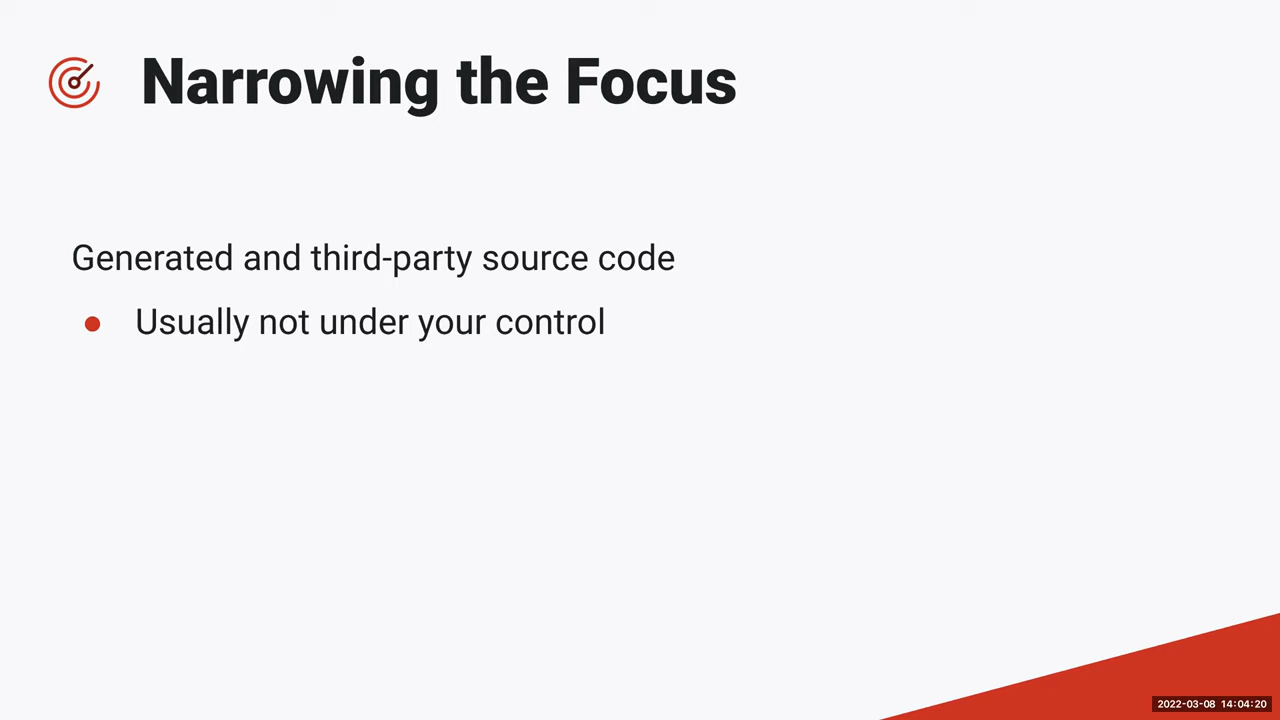 Narrowing the Focus
Generated and third-party source code
● Usually not under your control
2022-03-08 14:04:20